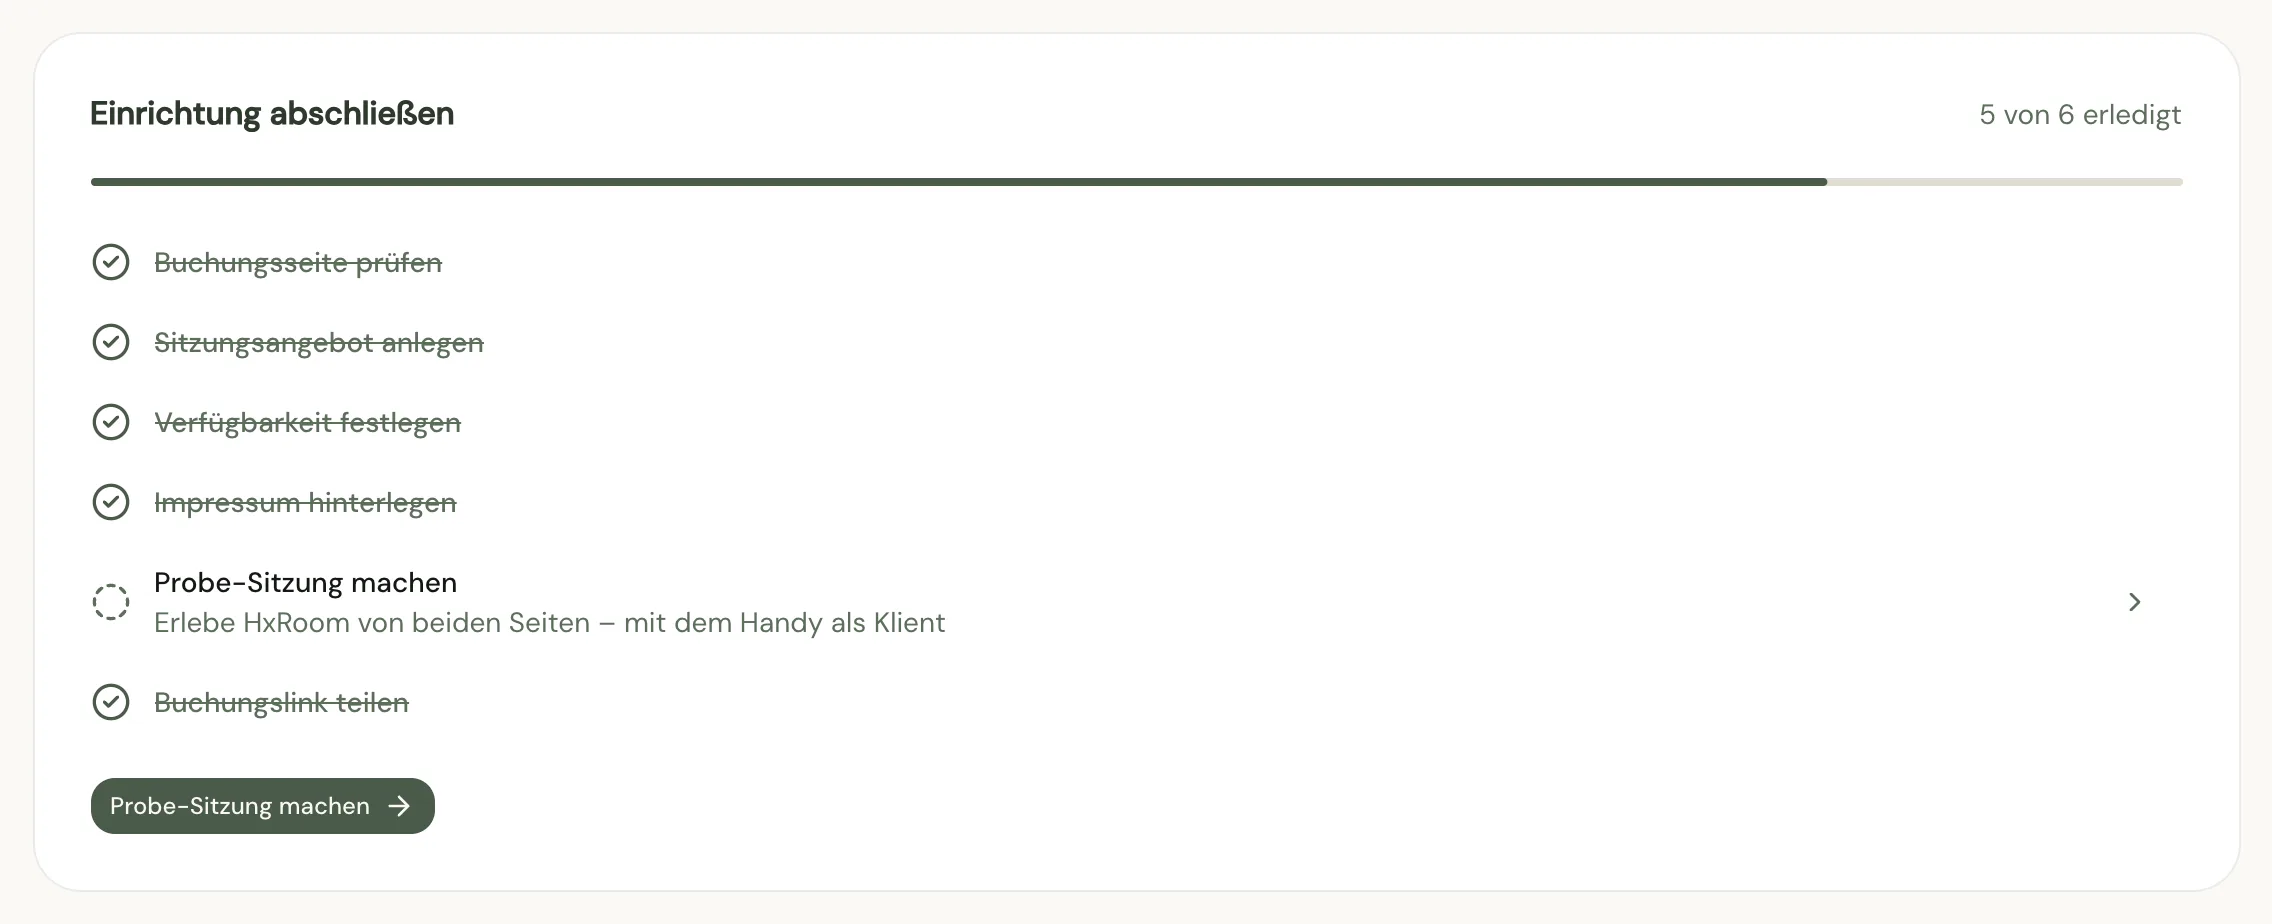 Einrichtung abschließen
5 von 6 erledigt
Buchungsseite prüfen
Sitzungsangebot anlegen
Verfügbarkeit festlegen
Impressum hinterlegen
Probe-Sitzung machen
Erlebe HxRoom von beiden Seiten – mit dem Handy als Klient
Buchungslink teilen
Probe-Sitzung machen